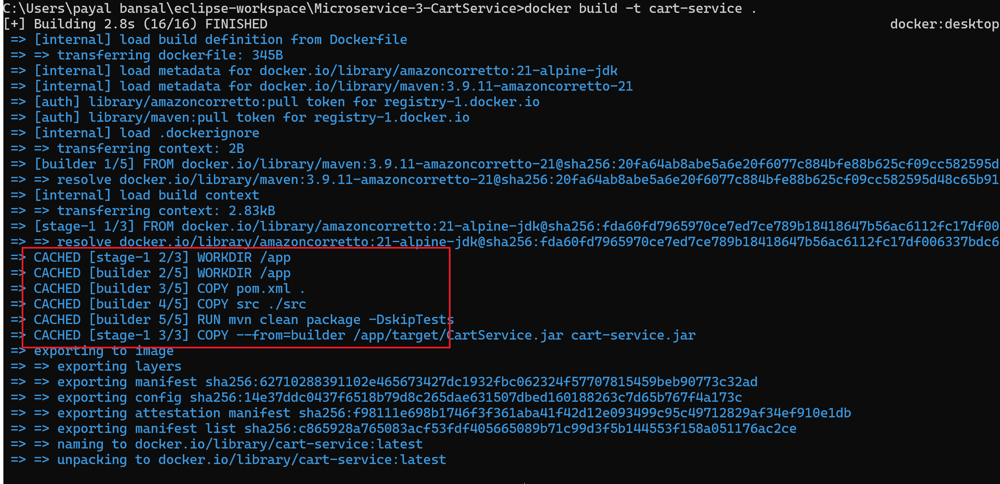 C:\Users\payal bansal\eclipse-workspace\Microservice-3-CartService>docker build -t cart-service .
[+] Building 2.8s (16/16) FINISHED docker:desktop
=> [internal] load build definition from Dockerfile
=> => transferring dockerfile: 345B
=> [internal] load metadata for docker.io/library/amazoncorretto:21-alpine-jdk
=> [internal] load metadata for docker.io/library/maven:3.9.11-amazoncorretto-21
=> [auth] library/amazoncorretto:pull token for registry-1.docker.io
=> [auth] library/maven:pull token for registry-1.docker.io
=> [internal] load .dockerignore
=> => transferring context: 2B
=> [builder 1/5] FROM docker.io/library/maven:3.9.11-amazoncorretto-21@sha256:20fa64ab8abe5a6e20f6077c884bfe88b625cf09cc582595d
=> => resolve docker.io/library/maven:3.9.11-amazoncorretto-21@sha256:20fa64ab8abe5a6e20f6077c884bfe88b625cf09cc582595d48c65b91
=> [internal] load build context
=> => transferring context: 2.83kB
=> [stage-1 1/3] FROM docker.io/library/amazoncorretto:21-alpine-jdk@sha256:fda60fd7965970ce7ed7ce789b18418647b56ac6112fc17df00
=> => resolve docker.io/library/amazoncorretto:21-alpine-jdk@sha256:fda60fd7965970ce7ed7ce789b18418647b56ac6112fc17df006337bdc6
=> CACHED [stage-1 2/3] WORKDIR /app
=> CACHED [builder 2/5] WORKDIR /app
=> CACHED [builder 3/5] COPY pom.xml .
=> CACHED [builder 4/5] COPY src ./src
=> CACHED [builder 5/5] RUN mvn clean package -DskipTests
=> CACHED [stage-1 3/3] COPY --from=builder /app/target/CartService.jar cart-service.jar
=> exporting to image
=> => exporting layers
=> => exporting manifest sha256:62710288391102e465673427dc1932fbc062324f57707815459beb90773c32ad
=> => exporting config sha256:14e37ddc0437f6518b79d8c265dae631507dbed160188263c7d65b767f4a173c
=> => exporting attestation manifest sha256:f98111e698b1746f3f361aba41f42d12e093499c95c49712829af34ef910e1db
=> => exporting manifest list sha256:c865928a765083acf53fdf405665089b71c99d3f5b144553f158a051176ac2ce
=> => naming to docker.io/library/cart-service:latest
=> => unpacking to docker.io/library/cart-service:latest